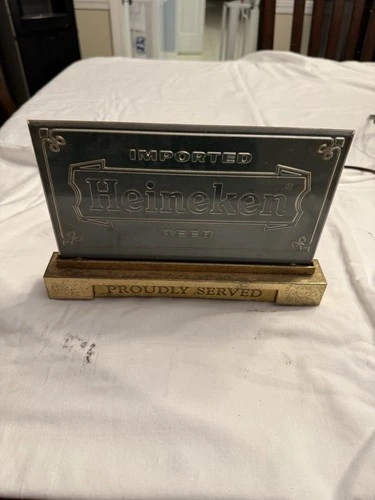 IMPORTED
Heineken®
BEER
PROUDLY SERVED